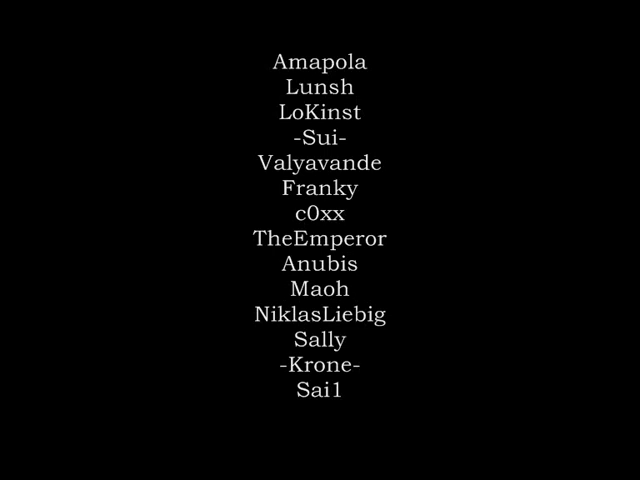 Amapola
Lunsh
LoKinst
-Sui-
Valyavande
Franky
c0xx
TheEmperor
Anubis
Maoh
NiklasLiebig
Sally
-Krone-
Sai1